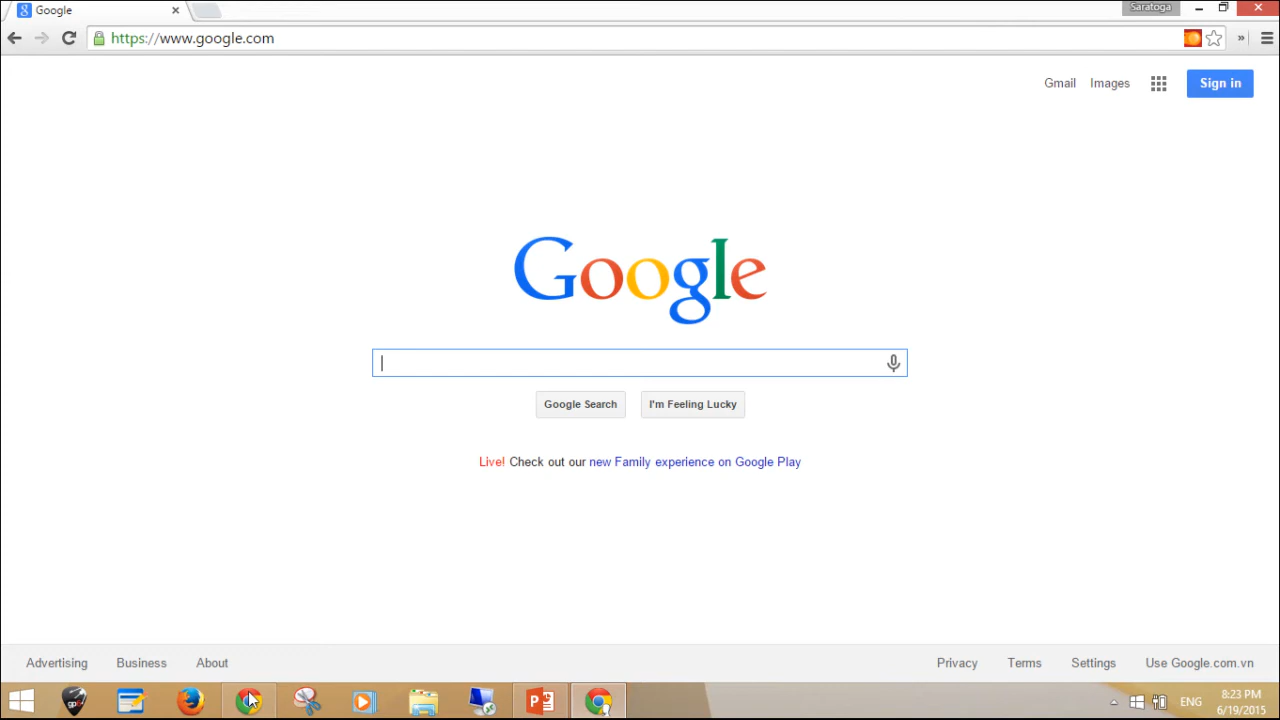 Google
Saratoga
https://www.google.com
Gmail Images Sign in
Google
Google Search I'm Feeling Lucky
Live! Check out our new Family experience on Google Play
Advertising Business About Privacy Terms Settings Use Google.com.vn
ENG
8:23 PM
6/19/2015